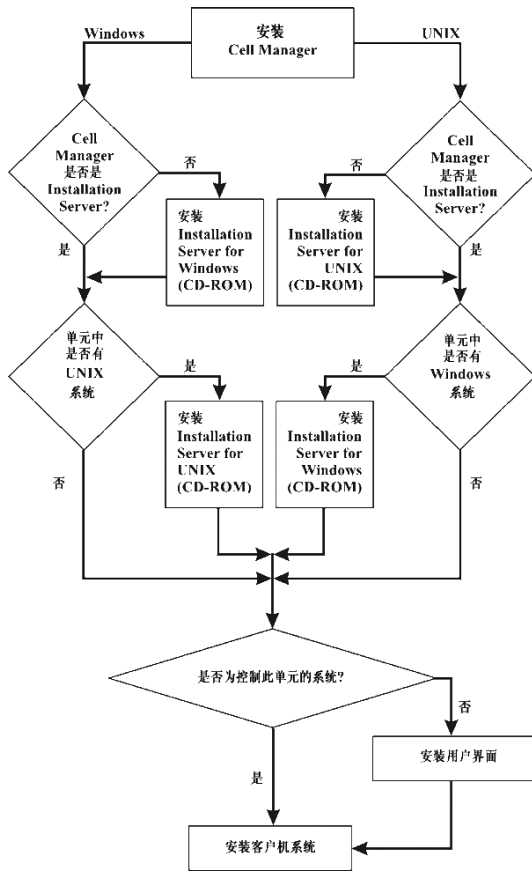 安装
Cell Manager
Windows
UNIX
Cell
Manager
是否是
Installation
Server?
否
是
安装
Installation
Server for
Windows
(CD-ROM)
Cell
Manager
是否是
Installation
Server?
否
是
安装
Installation
Server for
UNIX
(CD-ROM)
单元中
是否有
UNIX
系统
是
否
安装
Installation
Server for
UNIX
(CD-ROM)
单元中
是否有
Windows
系统
是
否
安装
Installation
Server for
Windows
(CD-ROM)
是否为控制此单元的系统?
否
是
安装用户界面
安装客户机系统